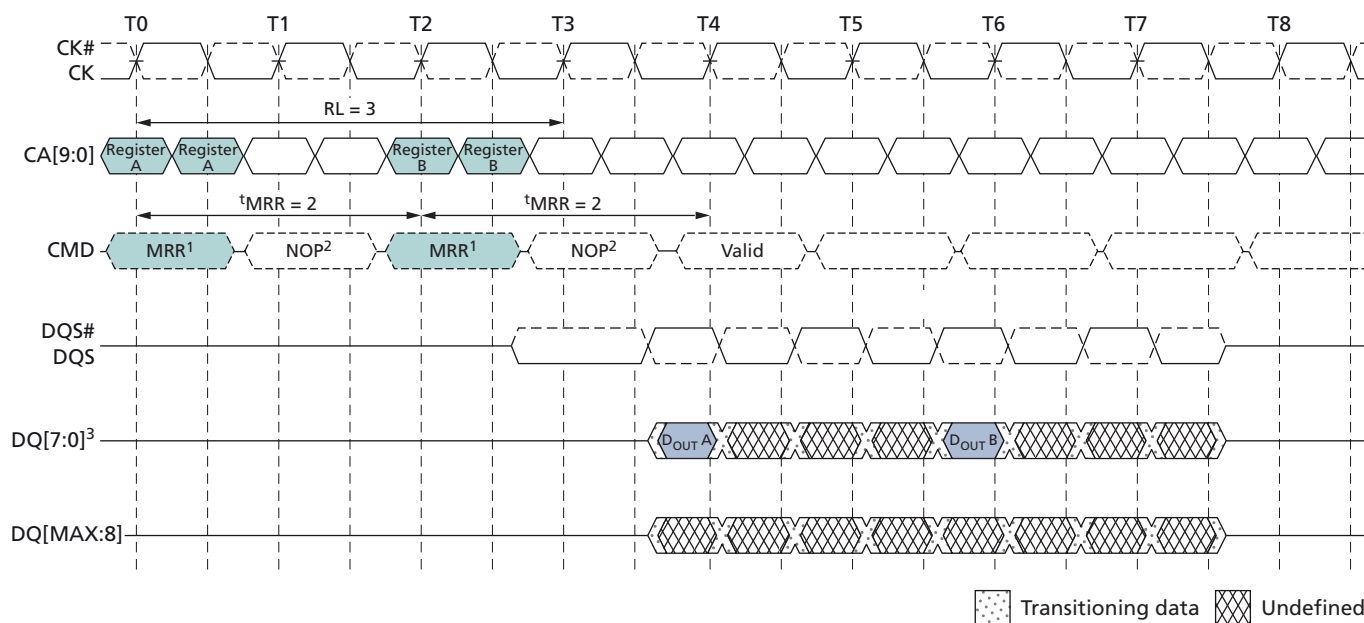 T0 T1 T2 T3 T4 T5 T6 T7 T8
CK#
CK
RL = 3
CA[9:0]
Register A Register A Register B Register B
tMRR = 2 tMRR = 2
CMD MRR1 NOP2 MRR1 NOP2 Valid
DQS#
DQS
DQ[7:0]3 DOUT A DOUT B
DQ[MAX:8]
Transitioning data Undefined